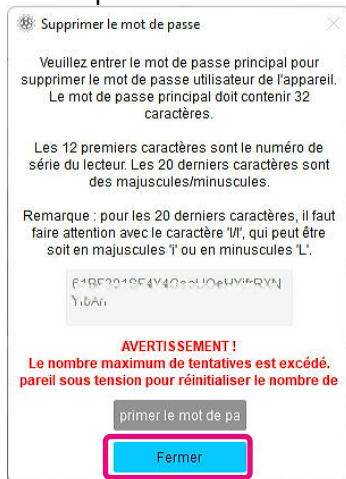 Supprimer le mot de passe
Veuillez entrer le mot de passe principal pour
supprimer le mot de passe utilisateur de l'appareil.
Le mot de passe principal doit contenir 32
caractères.
Les 12 premiers caractères sont le numéro de
série du lecteur. Les 20 derniers caractères sont
des majuscules/minuscules.
Remarque : pour les 20 derniers caractères, il faut
faire attention avec le caractère 'I/l', qui peut être
soit en majuscules 'i' ou en minuscules 'L'.
AVERTISSEMENT !
Le nombre maximum de tentatives est excédé.
pareil sous tension pour réinitialiser le nombre de
primer le mot de pa
Fermer